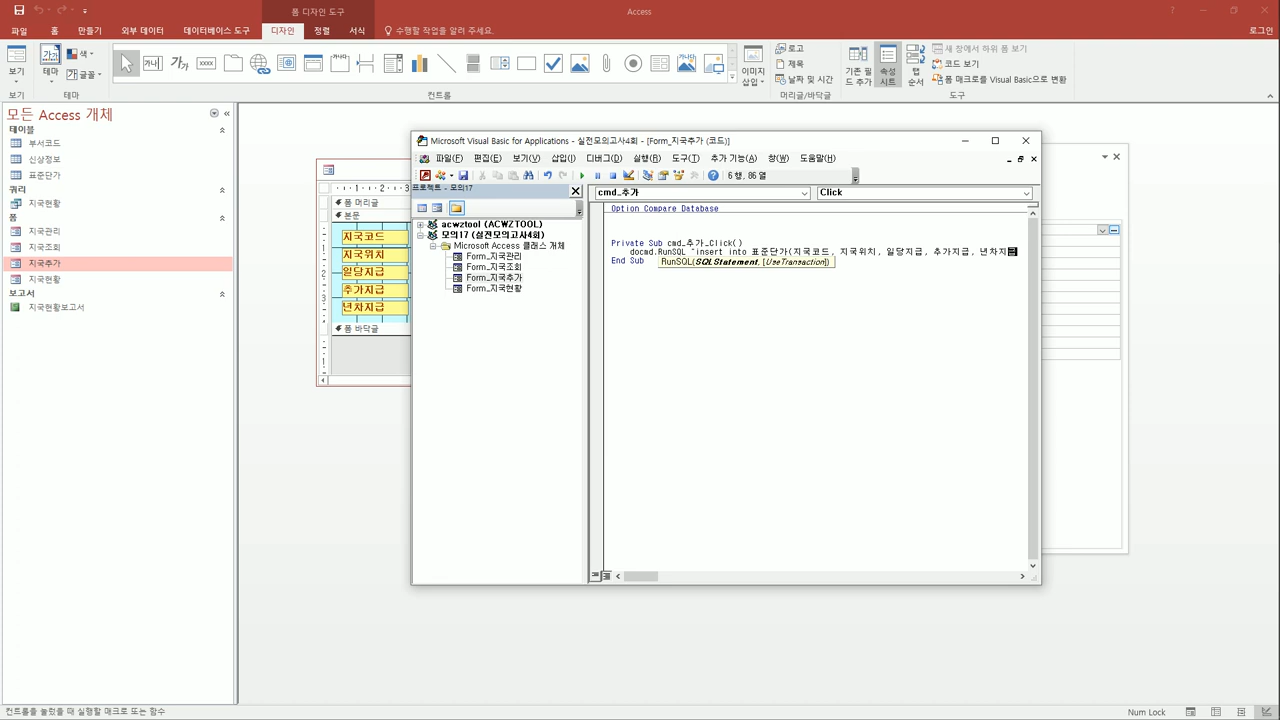 폼 디자인 도구
Access
파일 홈 만들기 외부 데이터 데이터베이스 도구 디자인 정렬 서식 수행할 작업을 알려 주세요.
로그인
보기
테마
색
글꼴
가나
이미지 삽입
로고
제목
날짜 및 시간
기존 필드 추가
속성 시트
탭 순서
새 창에서 하위 폼 보기
코드 보기
폼 매크로를 Visual Basic으로 변환
보기 테마 컨트롤 머리글/바닥글 도구
모든 Access 개체
테이블
부서코드
신상정보
표준단가
쿼리
지국현황
폼
지국관리
지국조회
지국추가
지국현황
보고서
지국현황보고서
폼 머리글
본문
지국코드
지국위치
일당지급
추가지급
년차지급
폼 바닥글
Microsoft Visual Basic for Applications - 실전모의고사4회 - [Form_지국추가 (코드)]
파일(F) 편집(E) 보기(V) 삽입(I) 디버그(D) 실행(R) 도구(T) 추가 기능(A) 창(W) 도움말(H)
6 행, 86 열
프로젝트 - 모의17
acwztool (ACWZTOOL)
모의17 (실전모의고사4회)
Microsoft Access 클래스 개체
Form_지국관리
Form_지국조회
Form_지국추가
Form_지국현황
cmd_추가
Click
Option Compare Database
Private Sub cmd_추가_Click()
docmd.RunSQL "insert into 표준단가(지국코드, 지국위치, 일당지급, 추가지급, 년차지
End Sub
RunSQL(SQLStatement, [UseTransaction])
컨트롤을 눌렀을 때 실행할 매크로 또는 함수
Num Lock